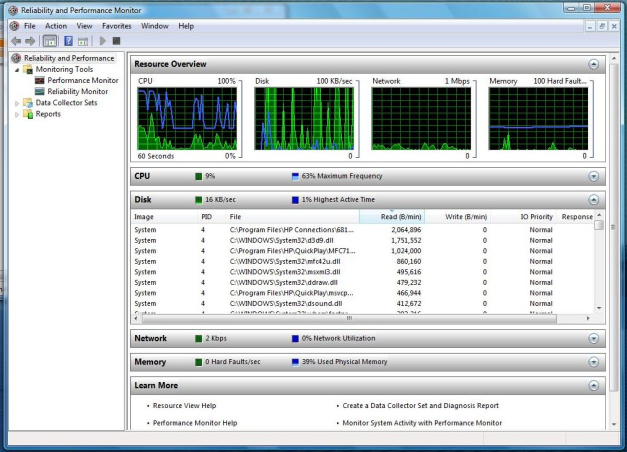 Reliability and Performance Monitor
File Action View Favorites Window Help
Reliability and Performance
Monitoring Tools
Performance Monitor
Reliability Monitor
Data Collector Sets
Reports
Resource Overview
CPU 100% Disk 100 KB/sec Network 1 Mbps Memory 100 Hard Fault...
60 Seconds 0% 0 0 0
CPU 9% 63% Maximum Frequency
Disk 16 KB/sec 1% Highest Active Time
Image PID File Read (B/min) Write (B/min) IO Priority Response
System 4 C:\Program Files\HP Connections\681... 2,064,896 0 Normal
System 4 C:\WINDOWS\System32\d3d9.dll 1,751,552 0 Normal
System 4 C:\Program Files\HP\QuickPlay\MFC71... 1,024,000 0 Normal
System 4 C:\WINDOWS\System32\mfc42u.dll 860,160 0 Normal
System 4 C:\WINDOWS\System32\msxml3.dll 495,616 0 Normal
System 4 C:\WINDOWS\System32\ddraw.dll 479,232 0 Normal
System 4 C:\Program Files\HP\QuickPlay\msvcp... 466,944 0 Normal
System 4 C:\WINDOWS\System32\dsound.dll 412,672 0 Normal
Network 2 Kbps 0% Network Utilization
Memory 0 Hard Faults/sec 39% Used Physical Memory
Learn More
• Resource View Help • Create a Data Collector Set and Diagnosis Report
• Performance Monitor Help • Monitor System Activity with Performance Monitor